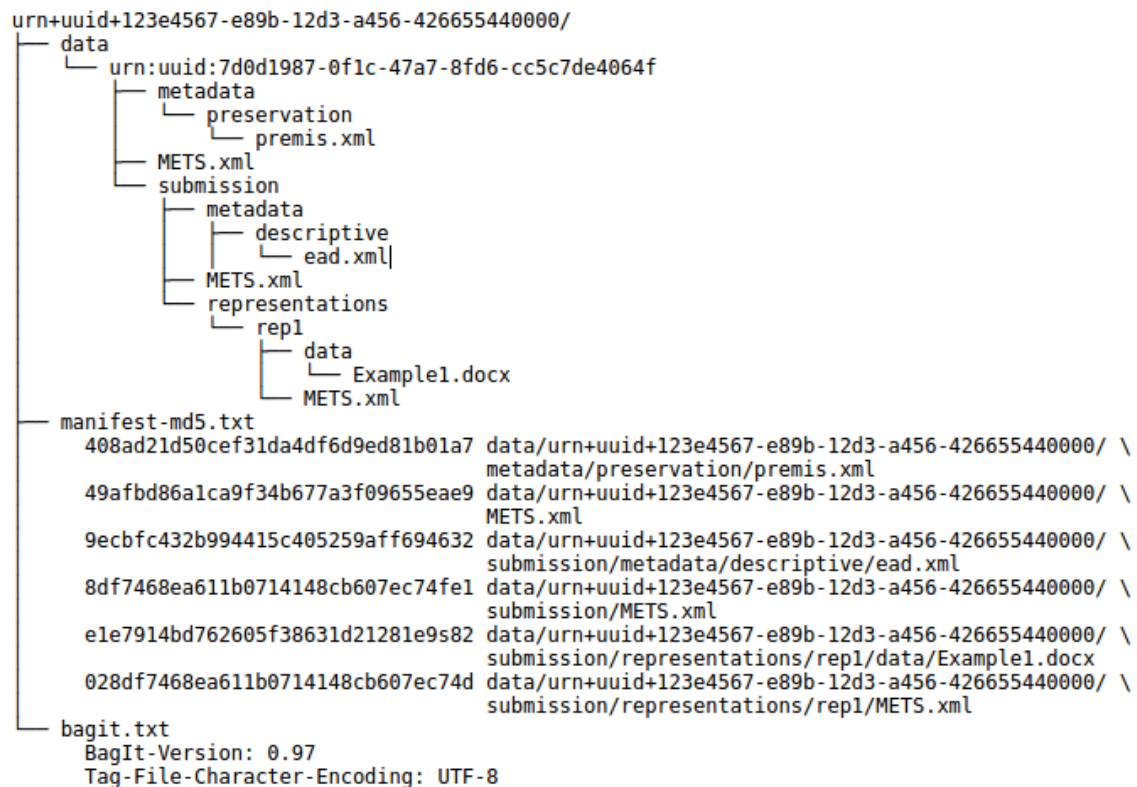 urn+uuid+123e4567-e89b-12d3-a456-426655440000/
├── data
│   └── urn:uuid:7d0d1987-0f1c-47a7-8fd6-cc5c7de4064f
│       ├── metadata
│       │   └── preservation
│       │       └── premis.xml
│       ├── METS.xml
│       └── submission
│           ├── metadata
│           │   ├── descriptive
│           │   │   └── ead.xml
│           ├── METS.xml
│           └── representations
│               └── rep1
│                   ├── data
│                   │   └── Example1.docx
│                   └── METS.xml
├── manifest-md5.txt
│     408ad21d50cef31da4df6d9ed81b01a7 data/urn+uuid+123e4567-e89b-12d3-a456-426655440000/ \
│                                      metadata/preservation/premis.xml
│     49afbd86a1ca9f34b677a3f09655eae9 data/urn+uuid+123e4567-e89b-12d3-a456-426655440000/ \
│                                      METS.xml
│     9ecbfc432b994415c405259aff694632 data/urn+uuid+123e4567-e89b-12d3-a456-426655440000/ \
│                                      submission/metadata/descriptive/ead.xml
│     8df7468ea611b0714148cb607ec74fe1 data/urn+uuid+123e4567-e89b-12d3-a456-426655440000/ \
│                                      submission/METS.xml
│     e1e7914bd762605f38631d21281e9s82 data/urn+uuid+123e4567-e89b-12d3-a456-426655440000/ \
│                                      submission/representations/rep1/data/Example1.docx
│     028df7468ea611b0714148cb607ec74d data/urn+uuid+123e4567-e89b-12d3-a456-426655440000/ \
│                                      submission/representations/rep1/METS.xml
└── bagit.txt
      BagIt-Version: 0.97
      Tag-File-Character-Encoding: UTF-8